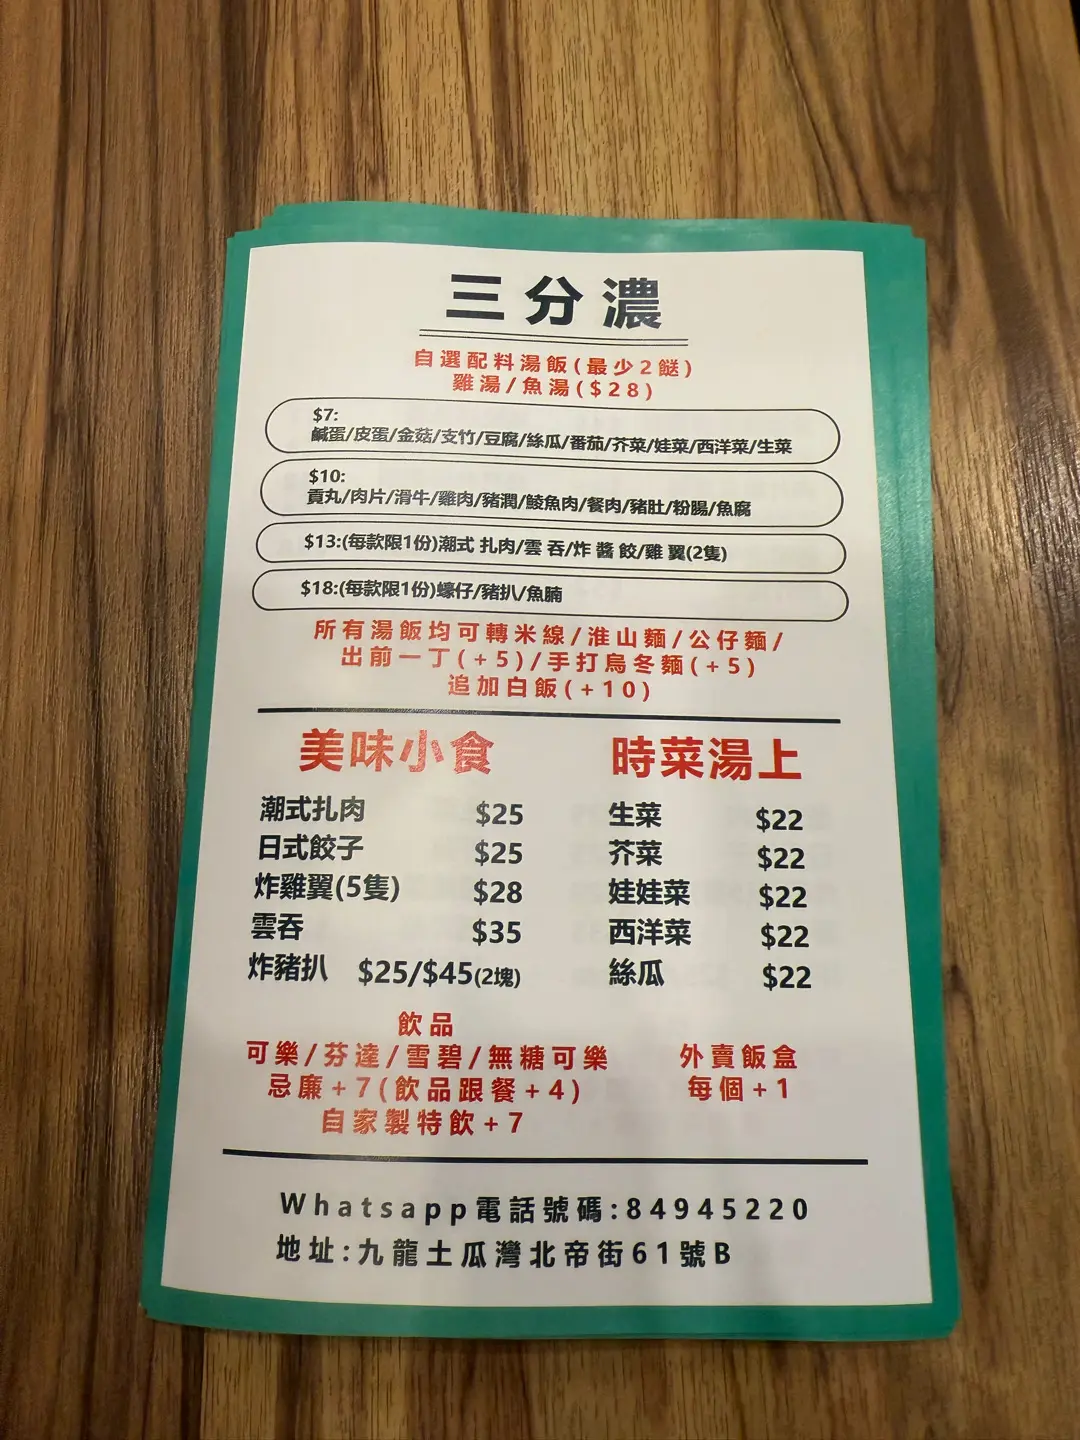 三分濃
自選配料湯飯(最少2餸)
雞湯/魚湯($28)
$7:
鹹蛋/皮蛋/金菇/支竹/豆腐/絲瓜/番茄/芥菜/娃菜/西洋菜/生菜
$10:
貢丸/肉片/滑牛/雞肉/豬潤/鯪魚肉/餐肉/豬肚/粉腸/魚腐
$13:(每款限1份)潮式 扎肉/雲 吞/炸 醬 餃/雞 翼(2隻)
$18:(每款限1份)蠔仔/豬扒/魚腩
所有湯飯均可轉米線/淮山麵/公仔麵/
出前一丁(+5)/手打烏冬麵(+5)
追加白飯(+10)
美味小食
潮式扎肉 $25
日式餃子 $25
炸雞翼(5隻) $28
雲吞 $35
炸豬扒 $25/$45(2塊)
時菜湯上
生菜 $22
芥菜 $22
娃娃菜 $22
西洋菜 $22
絲瓜 $22
飲品
可樂/芬達/雪碧/無糖可樂
忌廉+7(飲品跟餐+4)
自家製特飲+7
外賣飯盒
每個+1
Whatsapp電話號碼:84945220
地址:九龍土瓜灣北帝街61號B